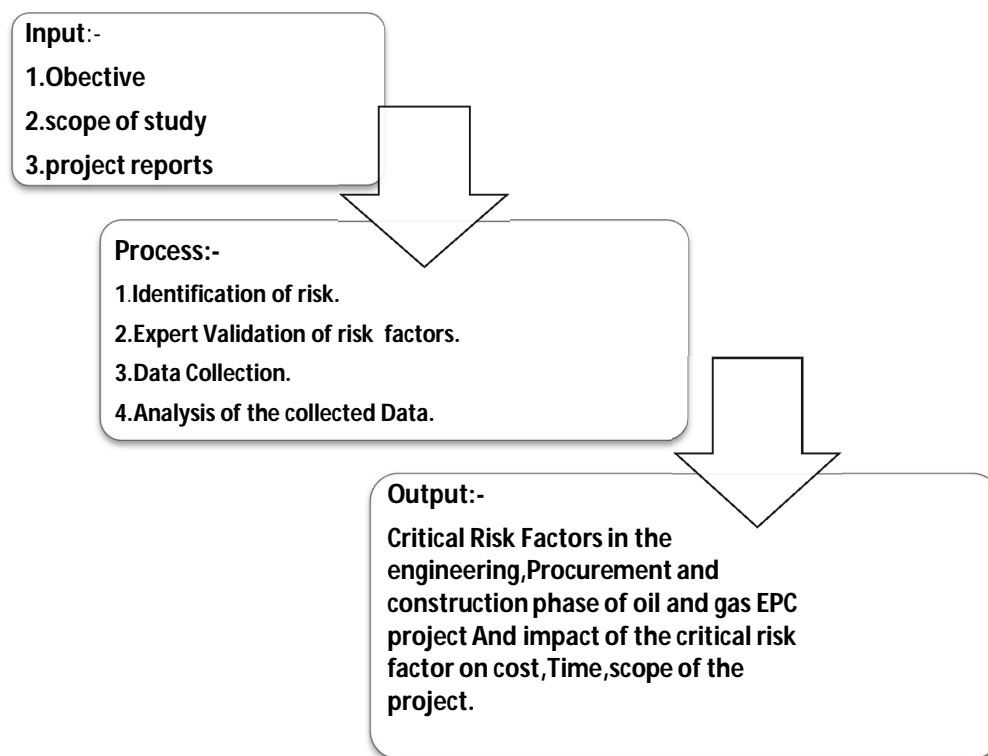 Input:-
1.Obective
2.scope of study
3.project reports
Process:-
1.Identification of risk.
2.Expert Validation of risk factors.
3.Data Collection.
4.Analysis of the collected Data.
Output:-
Critical Risk Factors in the
engineering,Procurement and
construction phase of oil and gas EPC
project And impact of the critical risk
factor on cost,Time,scope of the
project.